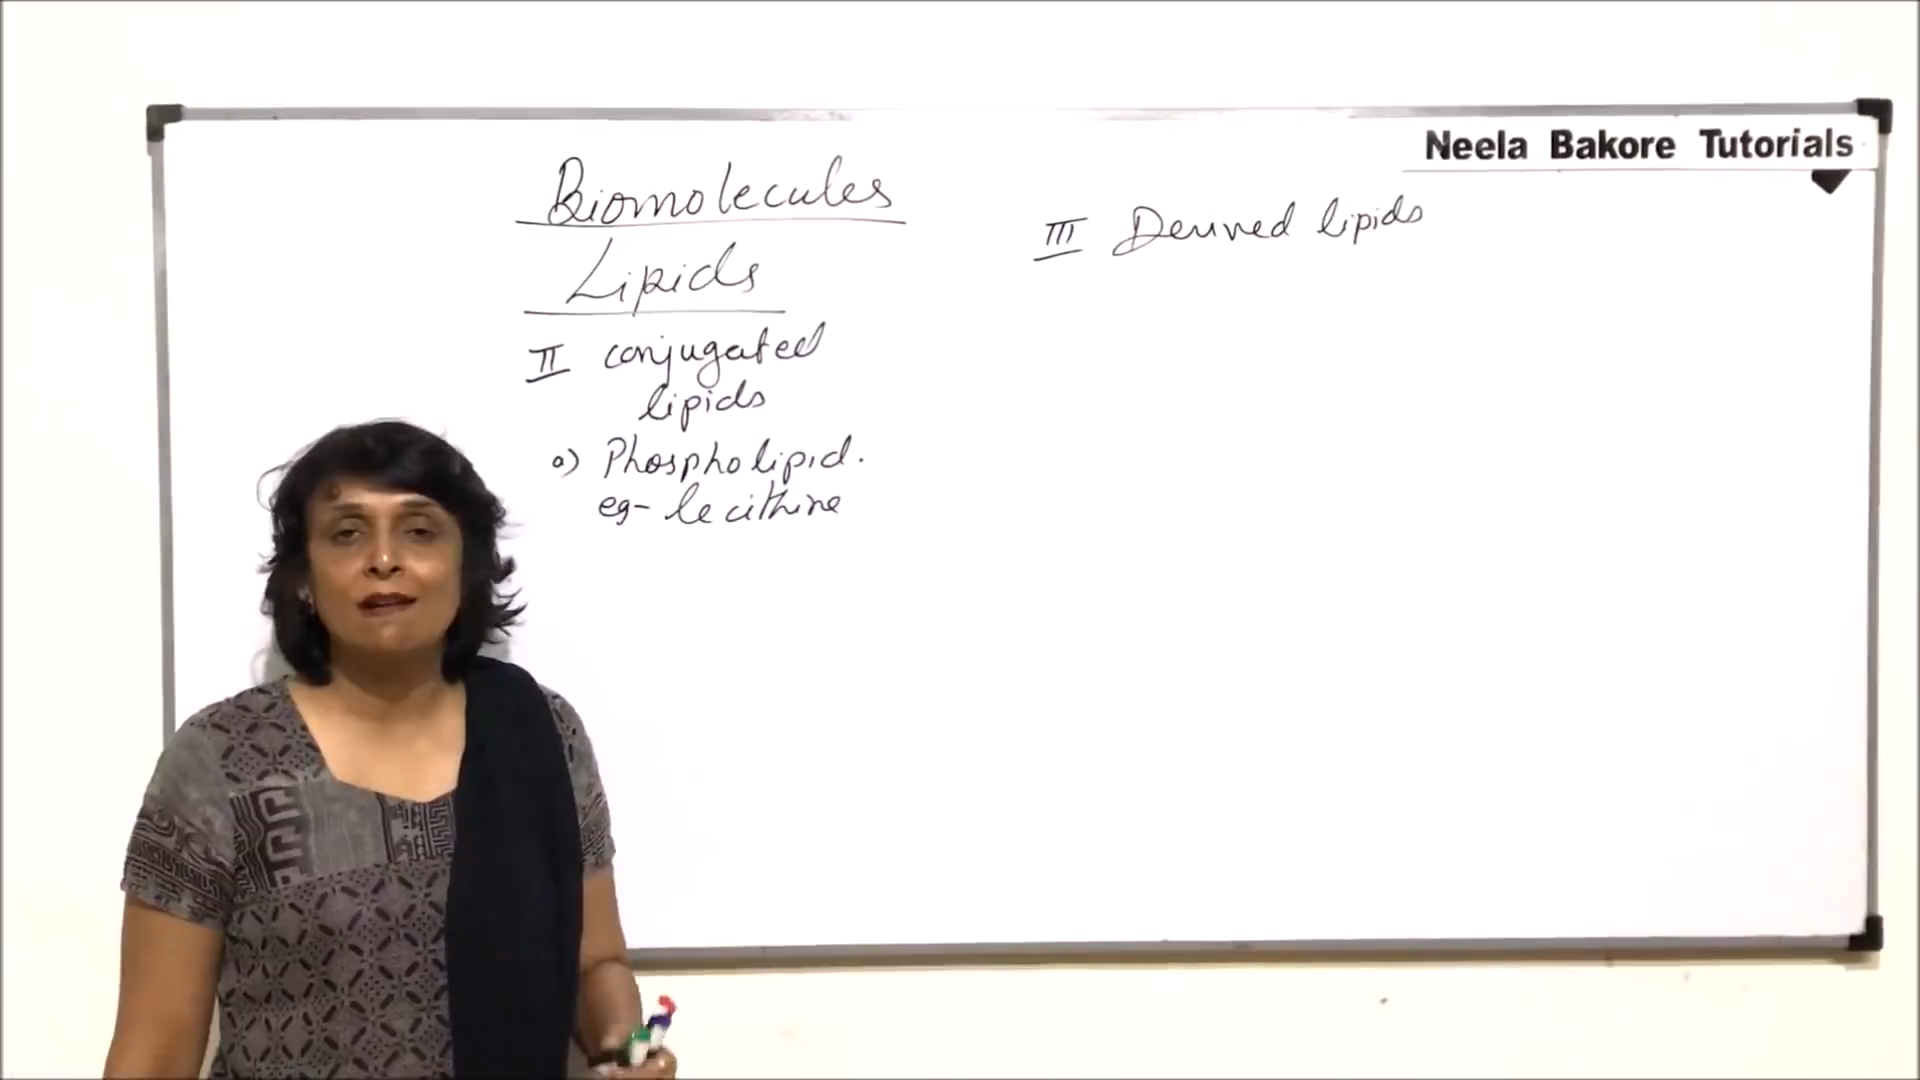 Neela Bakore Tutorials
Biomolecules
Lipids
II conjugated
lipids
a) Phospholipid.
eg- lecithine
III Derived lipids